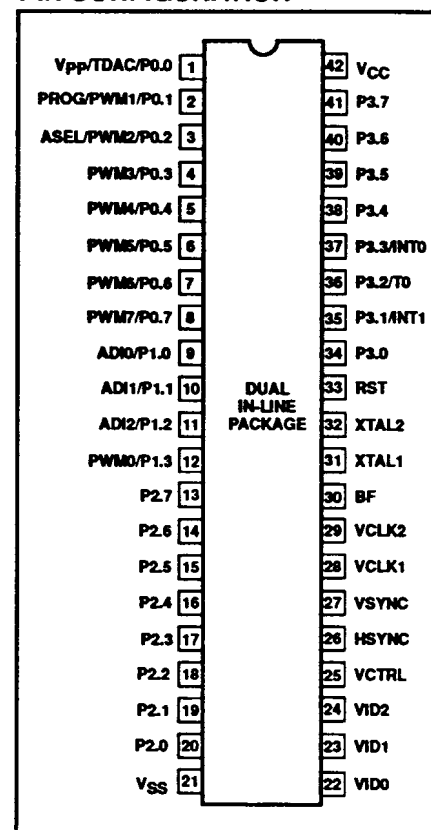 VPP/TDAC/P0.0 1 42 VCC
PROG/PWM1/P0.1 2 41 P3.7
ASEL/PWM2/P0.2 3 40 P3.6
PWM3/P0.3 4 39 P3.5
PWM4/P0.4 5 38 P3.4
PWM5/P0.5 6 37 P3.3/INT0
PWM6/P0.6 7 36 P3.2/T0
PWM7/P0.7 8 35 P3.1/INT1
ADI0/P1.0 9 34 P3.0
ADI1/P1.1 10 DUAL 33 RST
IN-LINE
ADI2/P1.2 11 PACKAGE 32 XTAL2
PWM0/P1.3 12 31 XTAL1
P2.7 13 30 BF
P2.6 14 29 VCLK2
P2.5 15 28 VCLK1
P2.4 16 27 VSYNC
P2.3 17 26 HSYNC
P2.2 18 25 VCTRL
P2.1 19 24 VID2
P2.0 20 23 VID1
VSS 21 22 VID0